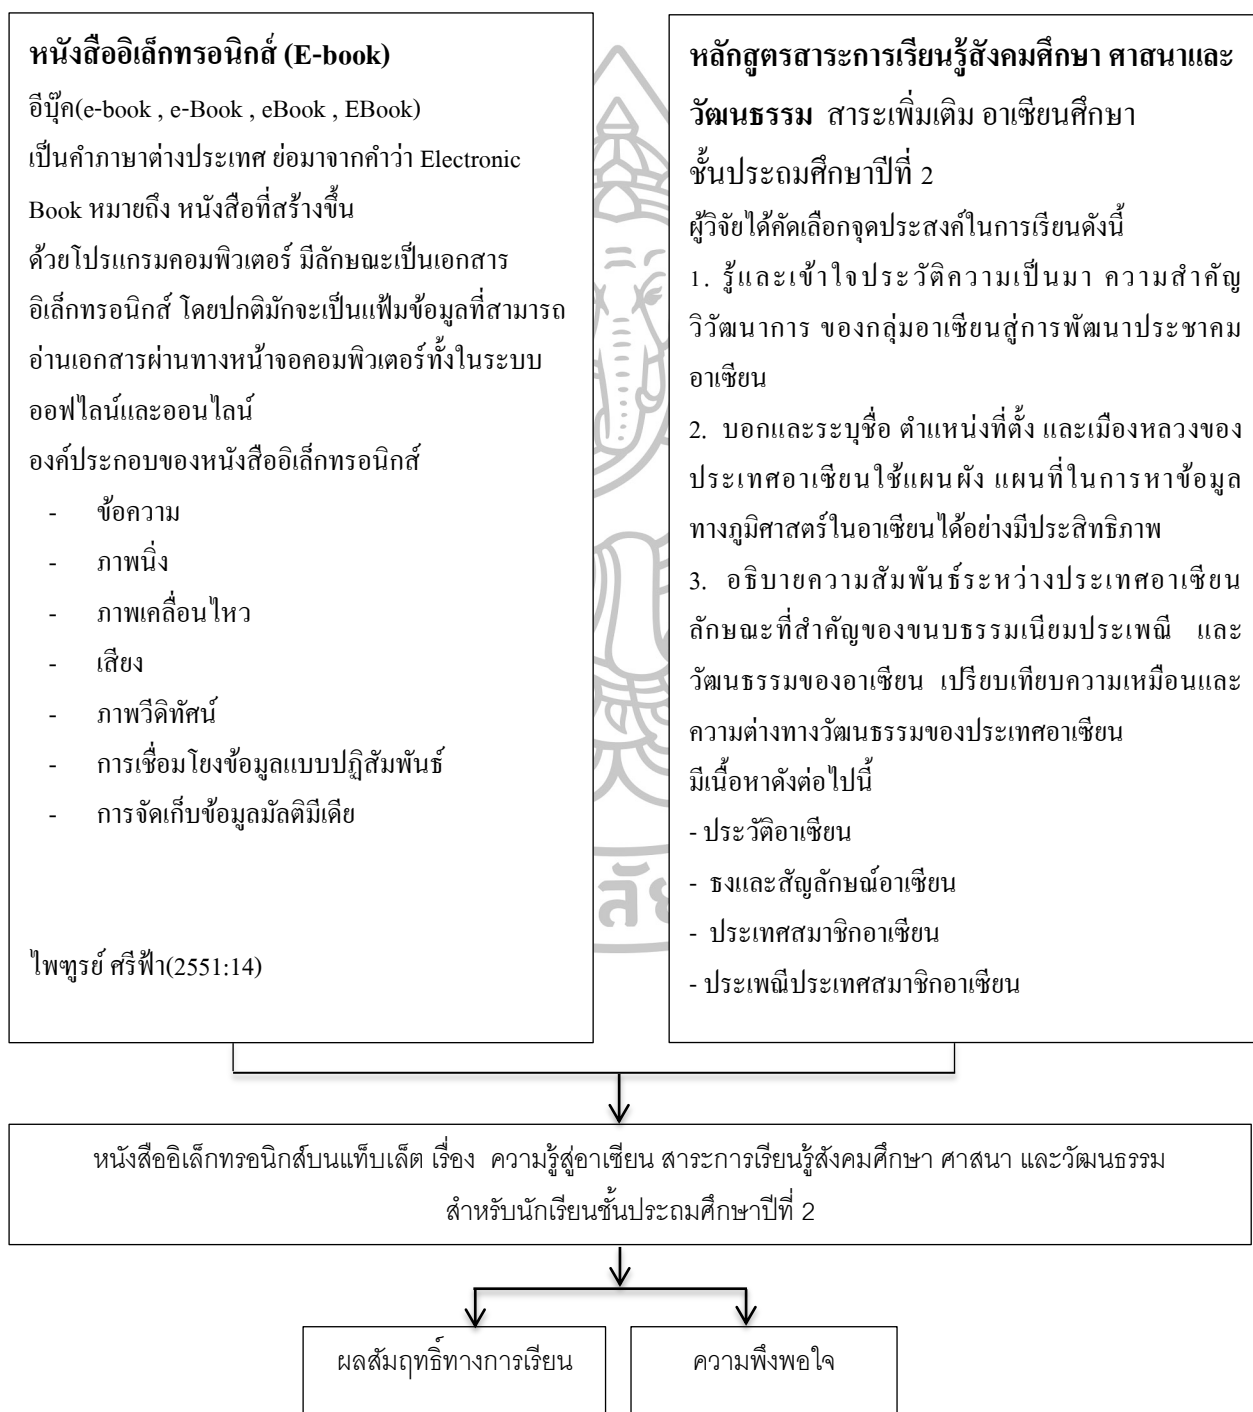 หนังสืออิเล็กทรอนิกส์ (E-book)
อีบุ๊ค(e-book , e-Book , eBook , EBook)
เป็นคำภาษาต่างประเทศ ย่อมาจากคำว่า Electronic
Book หมายถึง หนังสือที่สร้างขึ้น
ด้วยโปรแกรมคอมพิวเตอร์ มีลักษณะเป็นเอกสาร
อิเล็กทรอนิกส์ โดยปกติมักจะเป็นแฟ้มข้อมูลที่สามารถ
อ่านเอกสารผ่านทางหน้าจอคอมพิวเตอร์ทั้งในระบบ
ออฟไลน์และออนไลน์
องค์ประกอบของหนังสืออิเล็กทรอนิกส์
- ข้อความ
- ภาพนิ่ง
- ภาพเคลื่อนไหว
- เสียง
- ภาพวีดิทัศน์
- การเชื่อมโยงข้อมูลแบบปฏิสัมพันธ์
- การจัดเก็บข้อมูลมัลติมีเดีย
ไพฑูรย์ ศรีฟ้า(2551:14)
หลักสูตรสาระการเรียนรู้สังคมศึกษา ศาสนาและ
วัฒนธรรม สาระเพิ่มเติม อาเซียนศึกษา
ชั้นประถมศึกษาปีที่ 2
ผู้วิจัยได้คัดเลือกจุดประสงค์ในการเรียนดังนี้
1. รู้และเข้าใจประวัติความเป็นมา ความสำคัญ
วิวัฒนาการ ของกลุ่มอาเซียนสู่การพัฒนาประชาคม
อาเซียน
2. บอกและระบุชื่อ ตำแหน่งที่ตั้ง และเมืองหลวงของ
ประเทศอาเซียนใช้แผนผัง แผนที่ในการหาข้อมูล
ทางภูมิศาสตร์ในอาเซียนได้อย่างมีประสิทธิภาพ
3. อธิบายความสัมพันธ์ระหว่างประเทศอาเซียน
ลักษณะที่สำคัญของขนบธรรมเนียมประเพณี และ
วัฒนธรรมของอาเซียน เปรียบเทียบความเหมือนและ
ความต่างทางวัฒนธรรมของประเทศอาเซียน
มีเนื้อหาดังต่อไปนี้
- ประวัติอาเซียน
- ธงและสัญลักษณ์อาเซียน
- ประเทศสมาชิกอาเซียน
- ประเพณีประเทศสมาชิกอาเซียน
หนังสืออิเล็กทรอนิกส์บนแท็บเล็ต เรื่อง ความรู้สู่อาเซียน สาระการเรียนรู้สังคมศึกษา ศาสนา และวัฒนธรรม
สำหรับนักเรียนชั้นประถมศึกษาปีที่ 2
ผลสัมฤทธิ์ทางการเรียน
ความพึงพอใจ